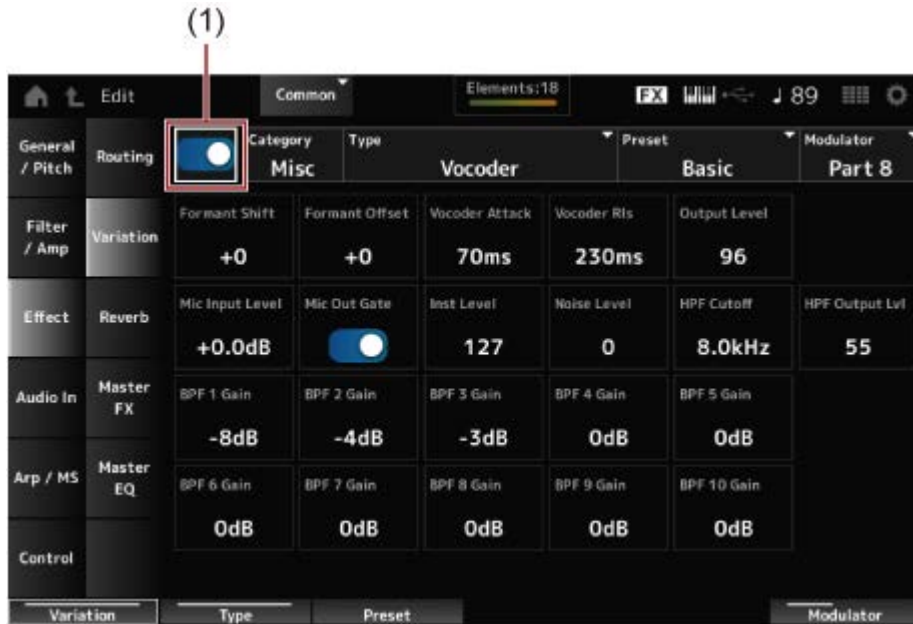 (1)
Edit
Common
Elements:18
FX
♩ 89
General / Pitch
Filter / Amp
Effect
Audio In
Arp / MS
Control
Routing
Variation
Reverb
Master FX
Master EQ
Category
Misc
Type
Vocoder
Preset
Basic
Modulator
Part 8
Formant Shift
+0
Formant Offset
+0
Vocoder Attack
70ms
Vocoder Rls
230ms
Output Level
96
Mic Input Level
+0.0dB
Mic Out Gate
Inst Level
127
Noise Level
0
HPF Cutoff
8.0kHz
HPF Output Lvl
55
BPF 1 Gain
-8dB
BPF 2 Gain
-4dB
BPF 3 Gain
-3dB
BPF 4 Gain
0dB
BPF 5 Gain
0dB
BPF 6 Gain
0dB
BPF 7 Gain
0dB
BPF 8 Gain
0dB
BPF 9 Gain
0dB
BPF 10 Gain
0dB
Variation
Type
Preset
Modulator